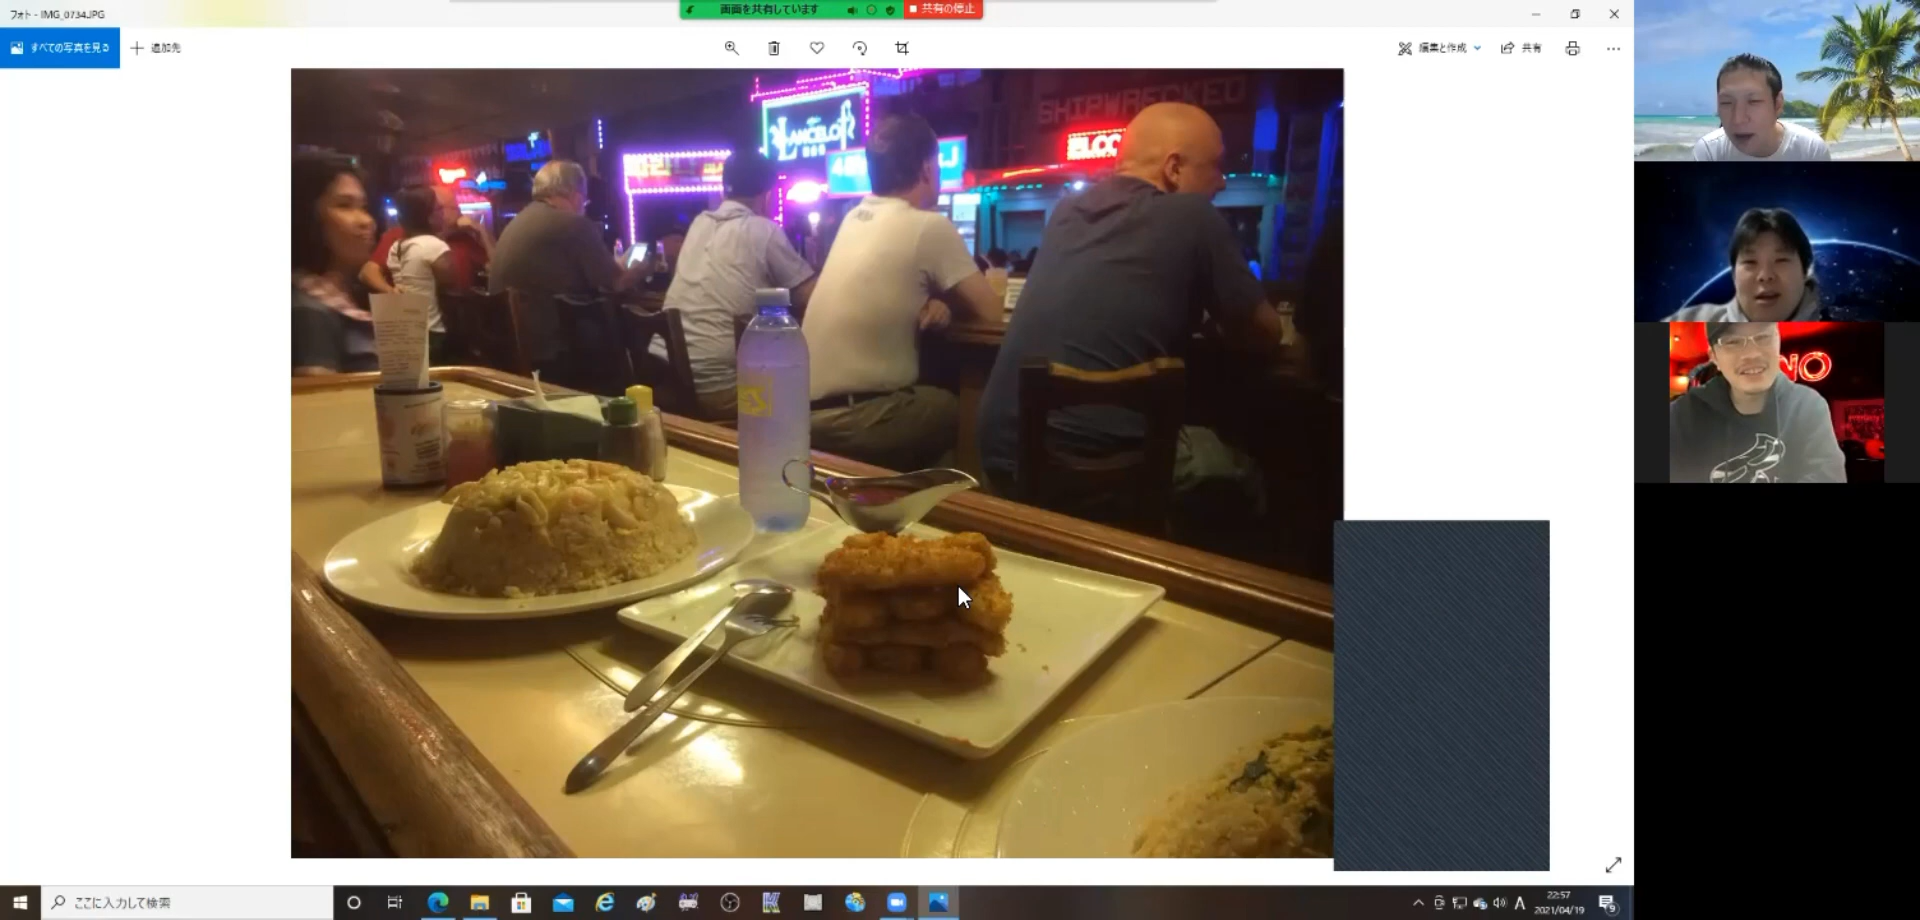 フォト - IMG_0734.JPG
画面を共有しています
共有の停止
すべての写真を見る
追加先
編集と作成
共有
SHIPWRECKED
LANCELOT
ここに入力して検索
A
22:57
2021/04/19
9
NO